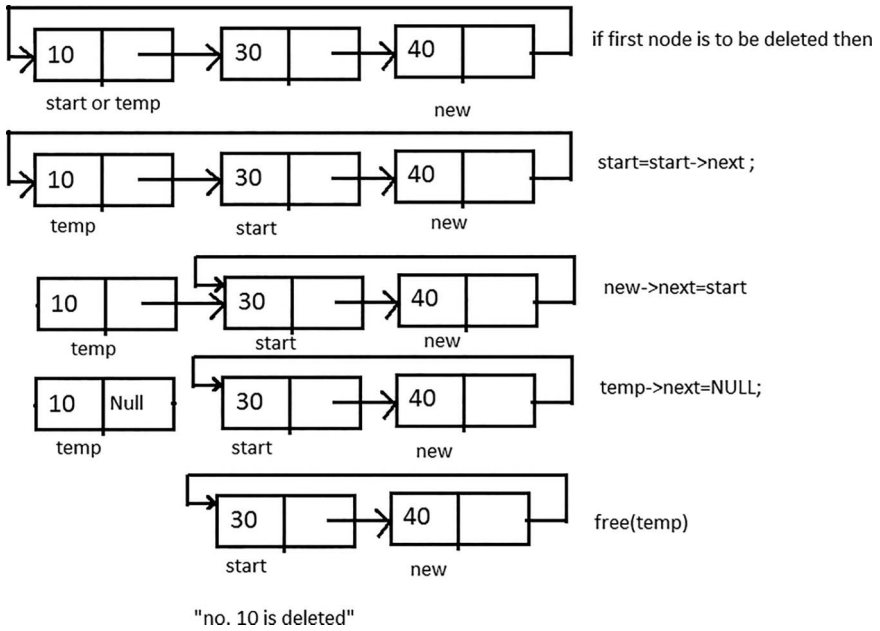 10 30 40 if first node is to be deleted then
start or temp new
10 30 40 start=start->next ;
temp start new
10 30 40 new->next=start
temp start new
10 Null 30 40 temp->next=NULL;
temp start new
30 40 free(temp)
start new
"no. 10 is deleted"